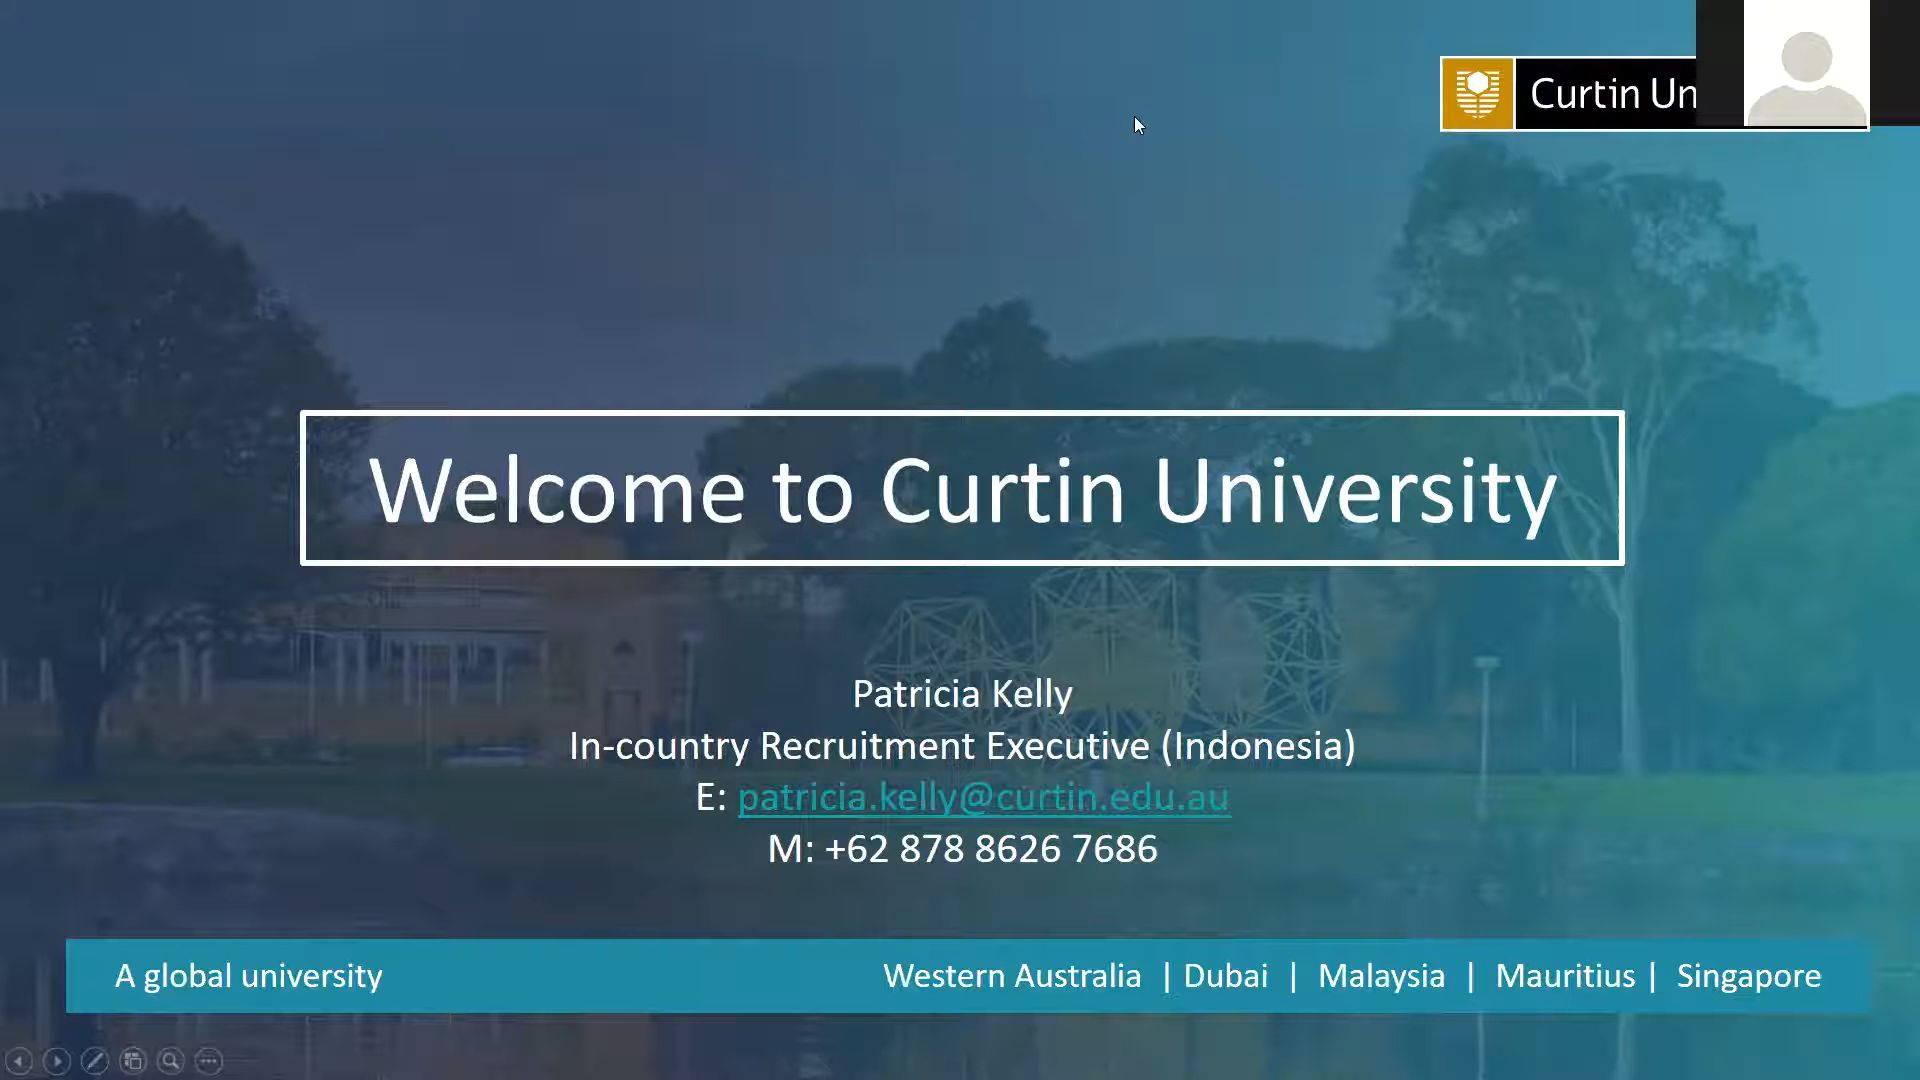 Curtin Un
Welcome to Curtin University
Patricia Kelly
In-country Recruitment Executive (Indonesia)
E: patricia.kelly@curtin.edu.au
M: +62 878 8626 7686
A global university
Western Australia | Dubai | Malaysia | Mauritius | Singapore